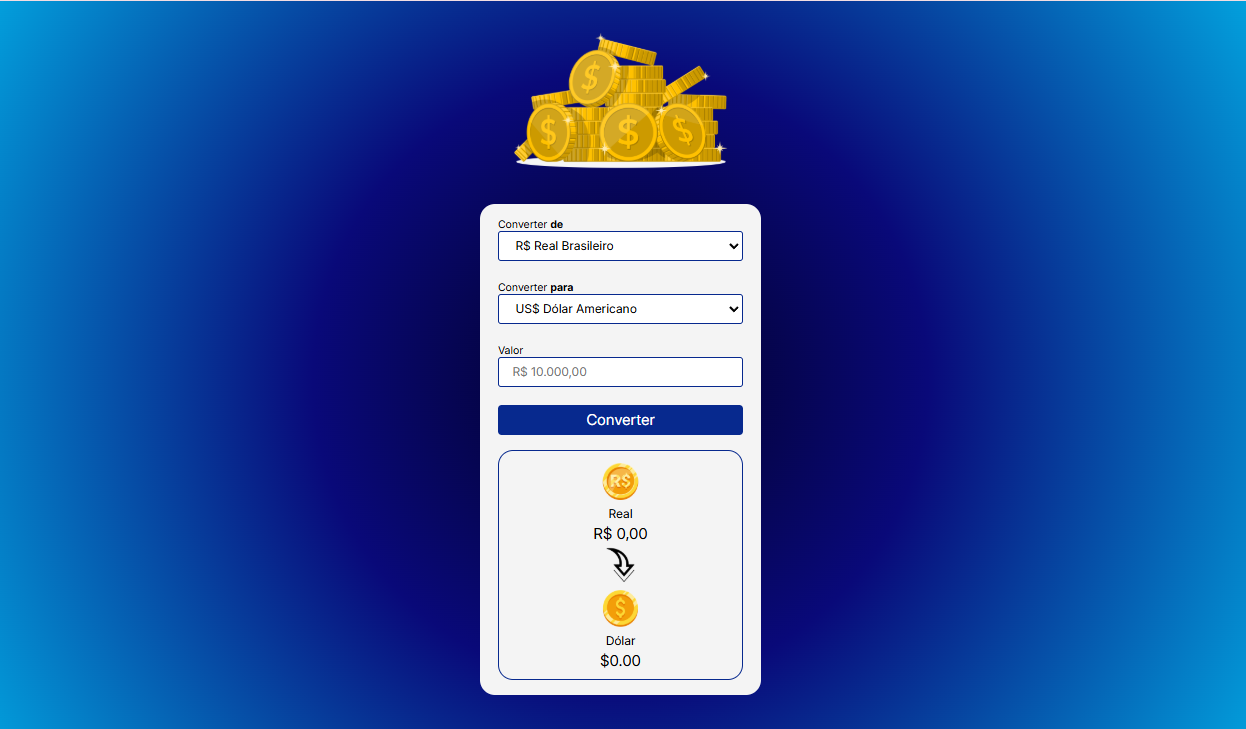 $
$
$
$
Converter de
R$ Real Brasileiro
Converter para
US$ Dólar Americano
Valor
R$ 10.000,00
Converter
R$
Real
R$ 0,00
$
Dólar
$0.00